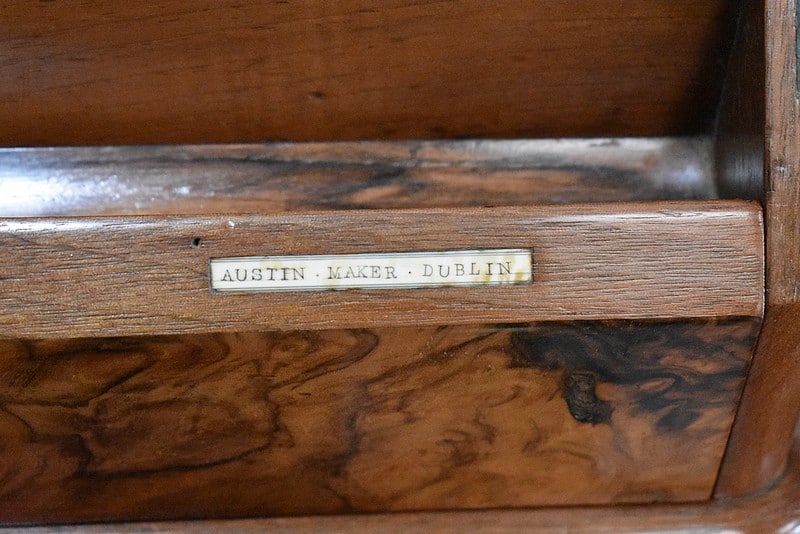 AUSTIN · MAKER · DUBLIN